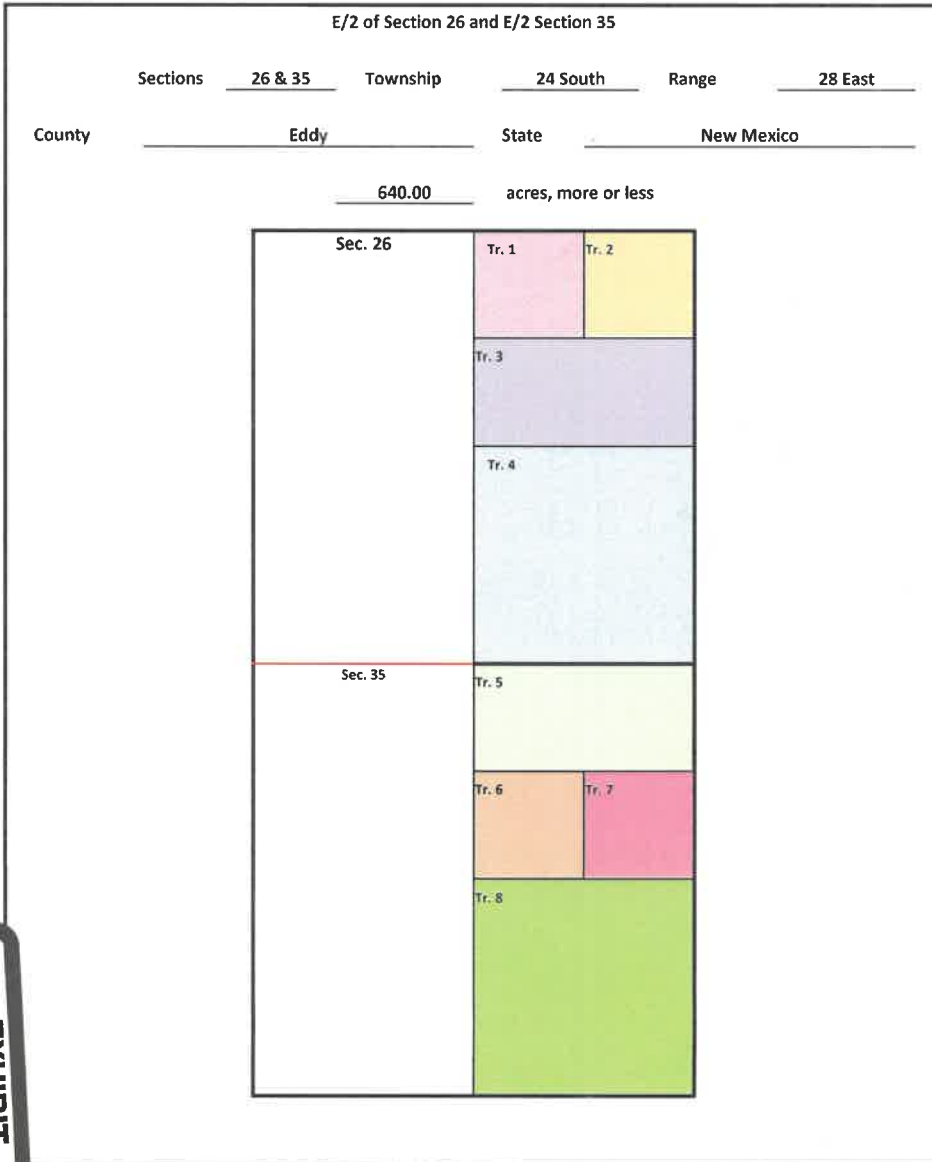 E/2 of Section 26 and E/2 Section 35
Sections 26 & 35 Township 24 South Range 28 East
County Eddy State New Mexico
640.00 acres, more or less
Sec. 26
Tr. 1 Tr. 2
Tr. 3
Tr. 4
Sec. 35
Tr. 5
Tr. 6 Tr. 7
Tr. 8